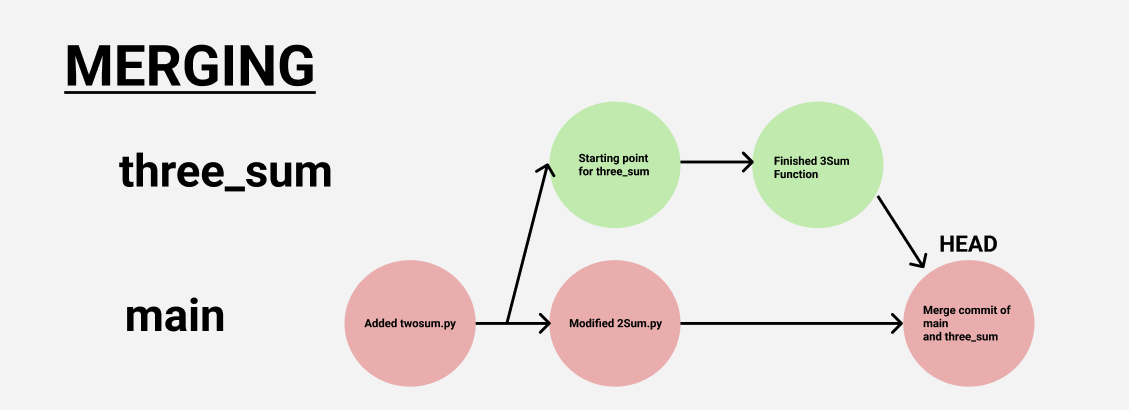 MERGING
three_sum
Starting point
for three_sum
Finished 3Sum
Function
HEAD
main
Added twosum.py
Modified 2Sum.py
Merge commit of
main
and three_sum